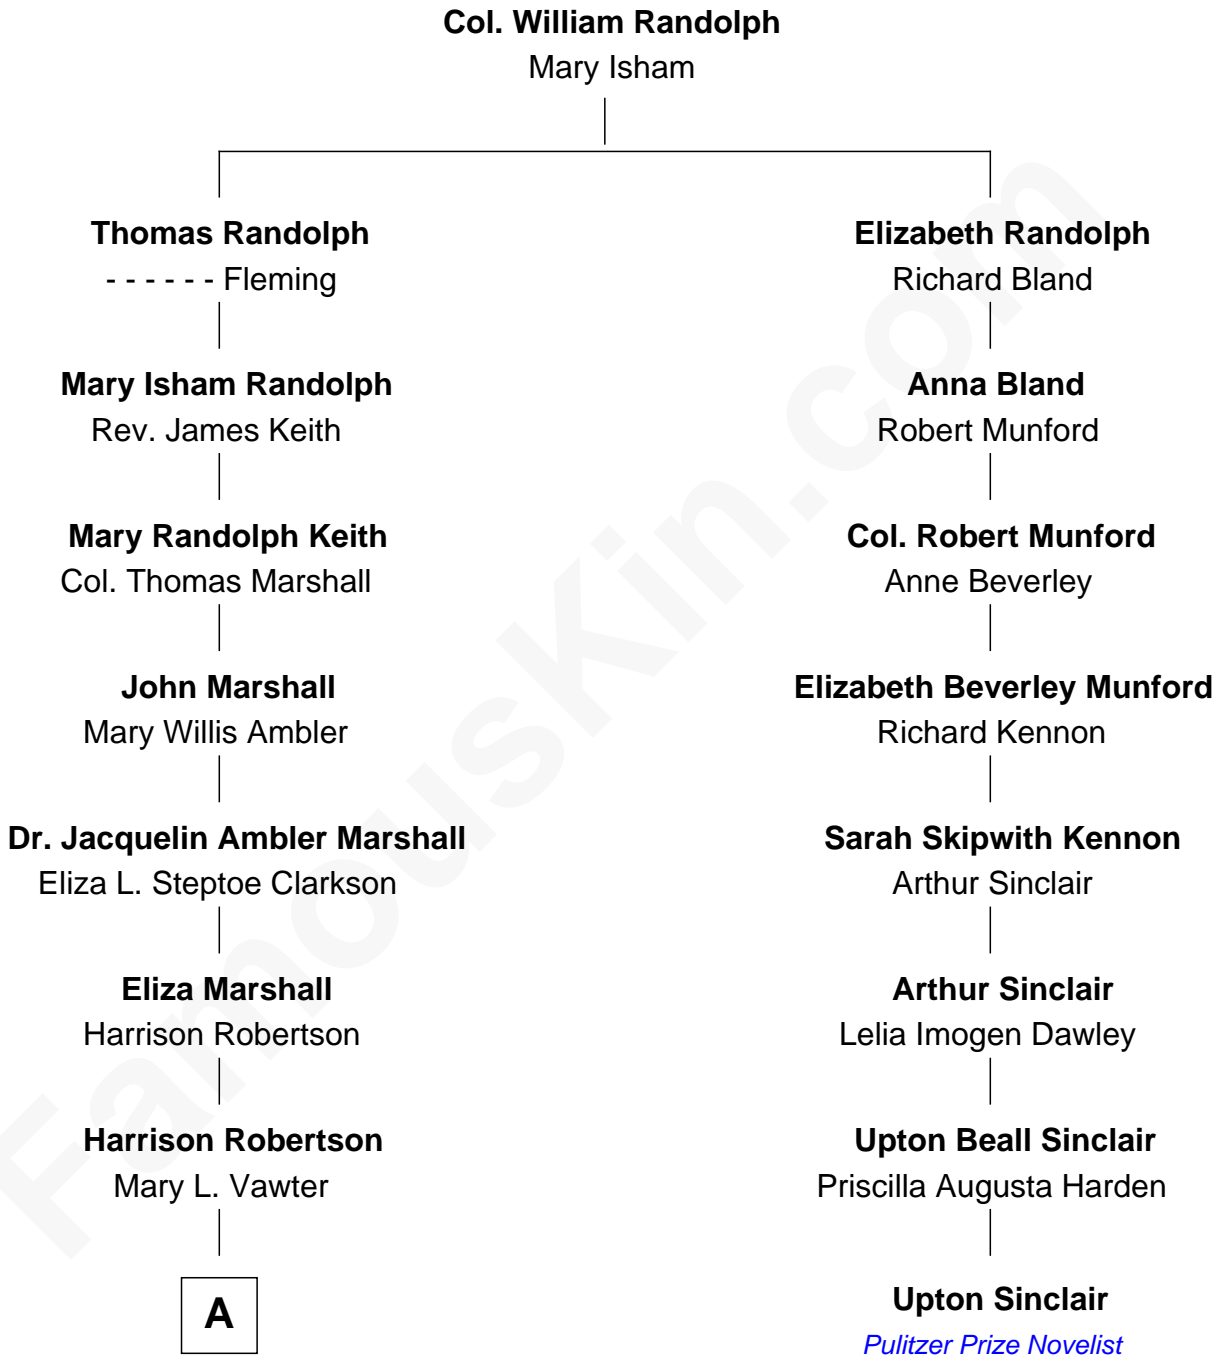 Col. William Randolph
Mary Isham
Thomas Randolph
- - - - - - Fleming
Elizabeth Randolph
Richard Bland
Mary Isham Randolph
Rev. James Keith
Anna Bland
Robert Munford
Mary Randolph Keith
Col. Thomas Marshall
Col. Robert Munford
Anne Beverley
John Marshall
Mary Willis Ambler
Elizabeth Beverley Munford
Richard Kennon
Dr. Jacquelin Ambler Marshall
Eliza L. Steptoe Clarkson
Sarah Skipwith Kennon
Arthur Sinclair
Eliza Marshall
Harrison Robertson
Arthur Sinclair
Lelia Imogen Dawley
Harrison Robertson
Mary L. Vawter
Upton Beall Sinclair
Priscilla Augusta Harden
A
Upton Sinclair
Pulitzer Prize Novelist
FamousKin.com